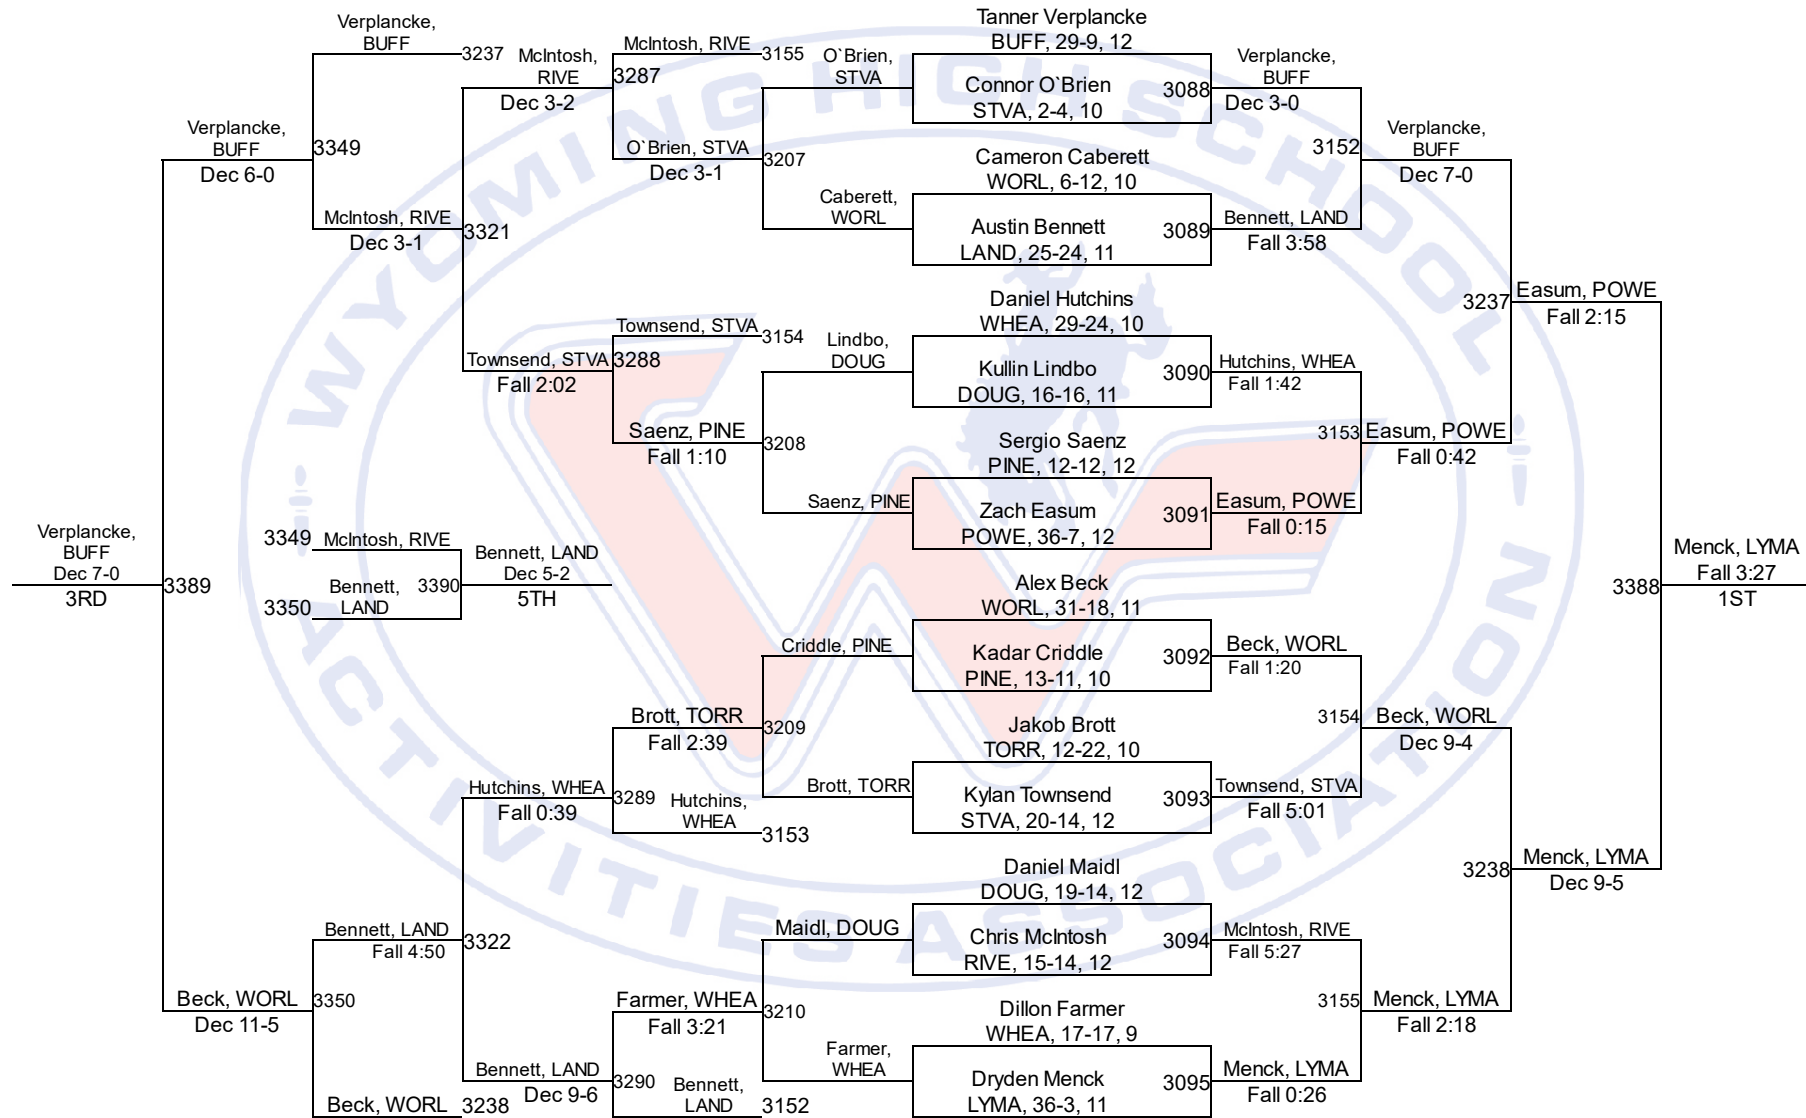 WYOMING HIGH SCHOOL
ACTIVITIES ASSOCIATION
Tanner Verplancke
BUFF, 29-9, 12
Connor O`Brien
STVA, 2-4, 10
3088
Cameron Caberett
WORL, 6-12, 10
Austin Bennett
LAND, 25-24, 11
3089
Daniel Hutchins
WHEA, 29-24, 10
Kullin Lindbo
DOUG, 16-16, 11
3090
Sergio Saenz
PINE, 12-12, 12
Zach Easum
POWE, 36-7, 12
3091
Alex Beck
WORL, 31-18, 11
Kadar Criddle
PINE, 13-11, 10
3092
Jakob Brott
TORR, 12-22, 10
Kylan Townsend
STVA, 20-14, 12
3093
Daniel Maidl
DOUG, 19-14, 12
Chris McIntosh
RIVE, 15-14, 12
3094
Dillon Farmer
WHEA, 17-17, 9
Dryden Menck
LYMA, 36-3, 11
3095
Verplancke,
BUFF
Dec 3-0
3152
Bennett, LAND
Fall 3:58
Hutchins, WHEA
Fall 1:42
3153
Easum, POWE
Fall 0:15
Beck, WORL
Fall 1:20
3154
Townsend, STVA
Fall 5:01
McIntosh, RIVE
Fall 5:27
3155
Menck, LYMA
Fall 0:26
Verplancke,
BUFF
Dec 7-0
3237
Easum, POWE
Fall 0:42
Beck, WORL
Dec 9-4
3238
Menck, LYMA
Fall 2:18
Easum, POWE
Fall 2:15
3388
Menck, LYMA
Dec 9-5
Menck, LYMA
Fall 3:27
1ST
O`Brien,
STVA
3207
Caberett,
WORL
Lindbo,
DOUG
3208
Saenz, PINE
Criddle, PINE
3209
Brott, TORR
Maidl, DOUG
3210
Farmer,
WHEA
McIntosh, RIVE
3155
3287
O`Brien, STVA
Dec 3-1
Townsend, STVA
3154
3288
Saenz, PINE
Fall 1:10
Brott, TORR
Fall 2:39
3289
Hutchins,
WHEA
3153
Farmer, WHEA
Fall 3:21
3290
Bennett,
LAND
3152
McIntosh,
RIVE
Dec 3-2
3321
Townsend, STVA
Fall 2:02
Hutchins, WHEA
Fall 0:39
3322
Bennett, LAND
Dec 9-6
Verplancke,
BUFF
3237
3349
McIntosh, RIVE
Dec 3-1
Bennett, LAND
Fall 4:50
3350
Beck, WORL
3238
Verplancke,
BUFF
Dec 6-0
3389
Beck, WORL
Dec 11-5
Verplancke,
BUFF
Dec 7-0
3RD
3349
McIntosh, RIVE
3350
Bennett,
LAND
3390
Bennett, LAND
Dec 5-2
5TH